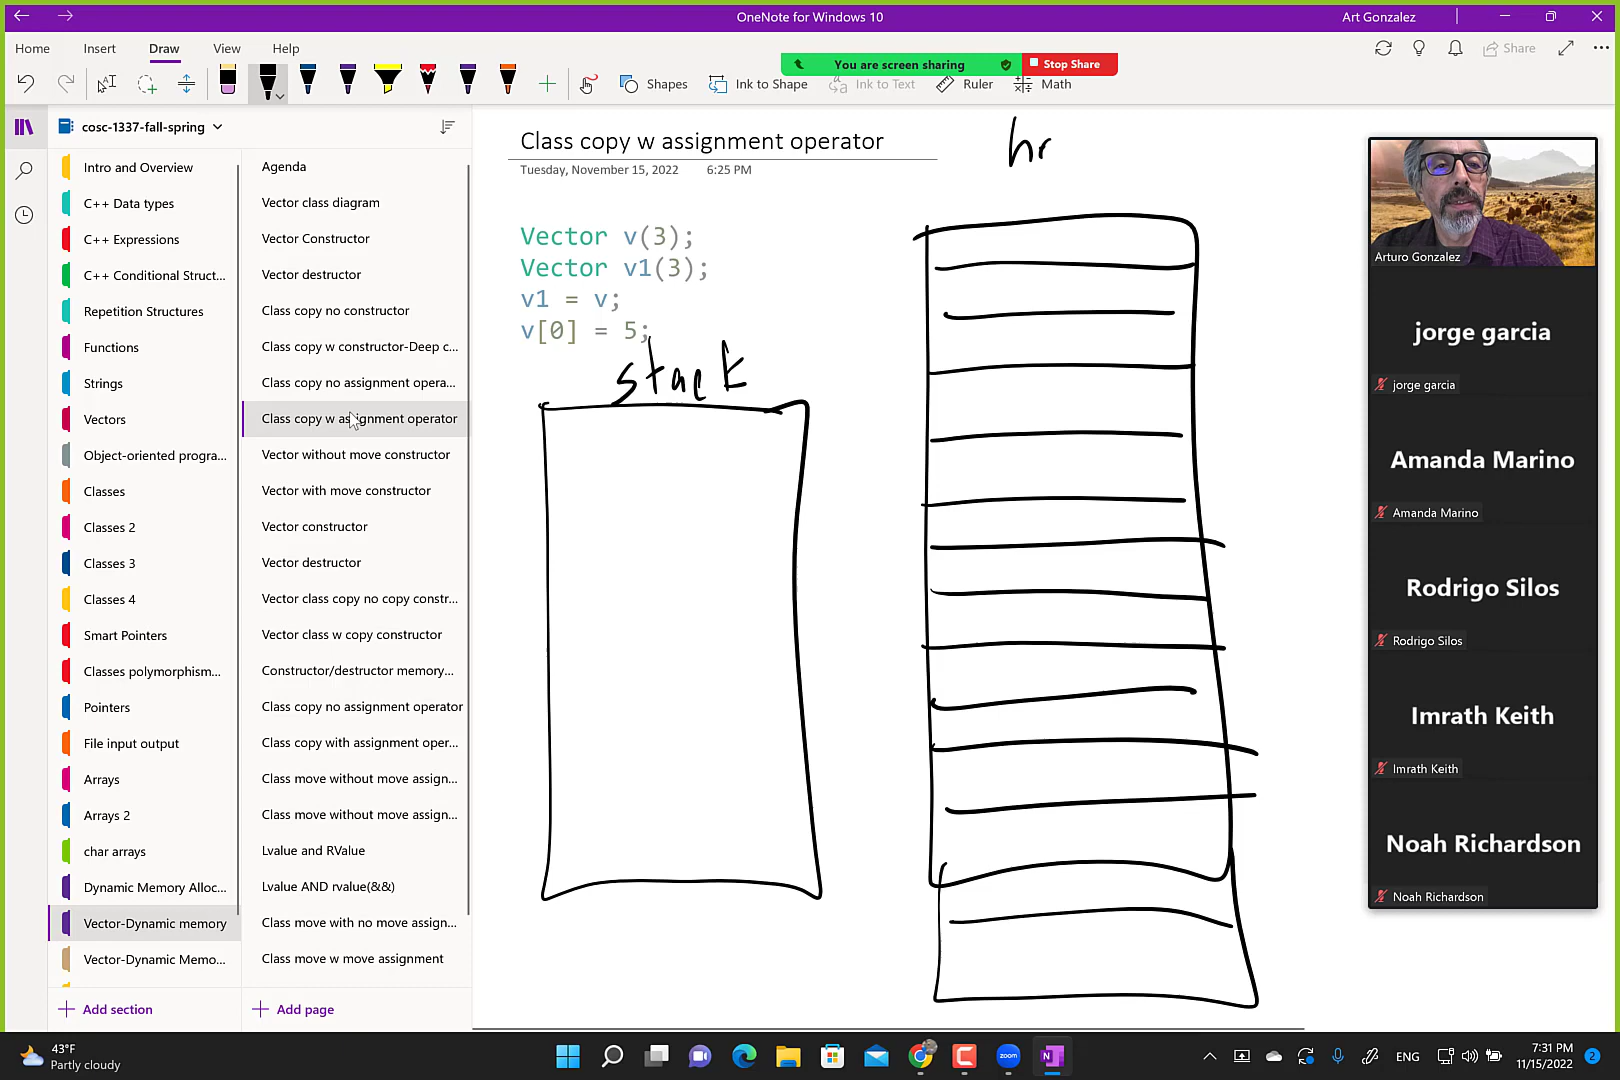 OneNote for Windows 10
Art Gonzalez
Home Insert Draw View Help
Share
You are screen sharing
Stop Share
Shapes
Ink to Shape
Ink to Text
Ruler
Math
cosc-1337-fall-spring
Intro and Overview
C++ Data types
C++ Expressions
C++ Conditional Struct...
Repetition Structures
Functions
Strings
Vectors
Object-oriented progra...
Classes
Classes 2
Classes 3
Classes 4
Smart Pointers
Classes polymorphism...
Pointers
File input output
Arrays
Arrays 2
char arrays
Dynamic Memory Alloc...
Vector-Dynamic memory
Vector-Dynamic Memo...
Add section
Agenda
Vector class diagram
Vector Constructor
Vector destructor
Class copy no constructor
Class copy w constructor-Deep c...
Class copy no assignment opera...
Class copy w assignment operator
Vector without move constructor
Vector with move constructor
Vector constructor
Vector destructor
Vector class copy no copy constr...
Vector class w copy constructor
Constructor/destructor memory...
Class copy no assignment operator
Class copy with assignment oper...
Class move without move assign...
Class move without move assign...
Lvalue and RValue
Lvalue AND rvalue(&&)
Class move with no move assign...
Class move w move assignment
Add page
Class copy w assignment operator
Tuesday, November 15, 2022 6:25 PM
Vector v(3);
Vector v1(3);
v1 = v;
v[0] = 5;
stack
Arturo Gonzalez
jorge garcia
jorge garcia
Amanda Marino
Amanda Marino
Rodrigo Silos
Rodrigo Silos
Imrath Keith
Imrath Keith
Noah Richardson
Noah Richardson
43°F
Partly cloudy
zoom
N
ENG
7:31 PM
11/15/2022
2